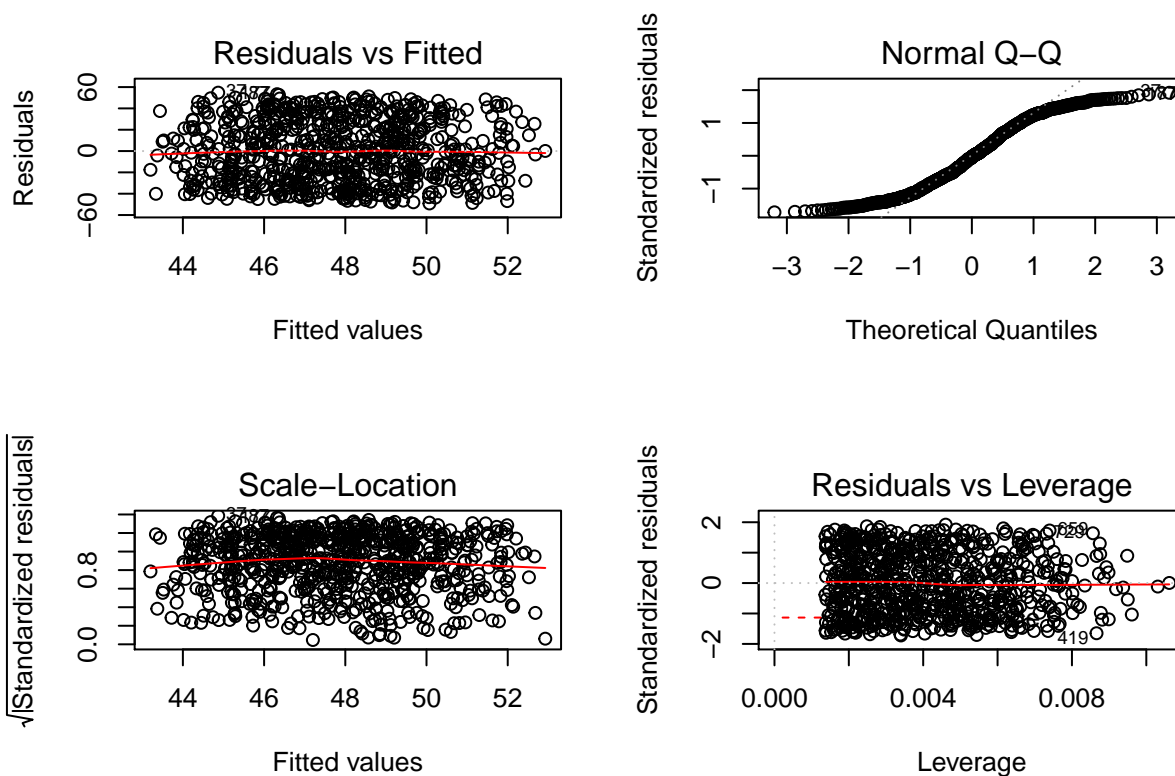 Residuals vs Fitted
Residuals
60
0
−60
44 46 48 50 52
Fitted values
Normal Q−Q
Standardized residuals
1
−1
−3 −2 −1 0 1 2 3
Theoretical Quantiles
Scale−Location
√|Standardized residuals|
0.8
0.0
44 46 48 50 52
Fitted values
Residuals vs Leverage
Standardized residuals
2
0
−2
659
729
419
0.000 0.004 0.008
Leverage